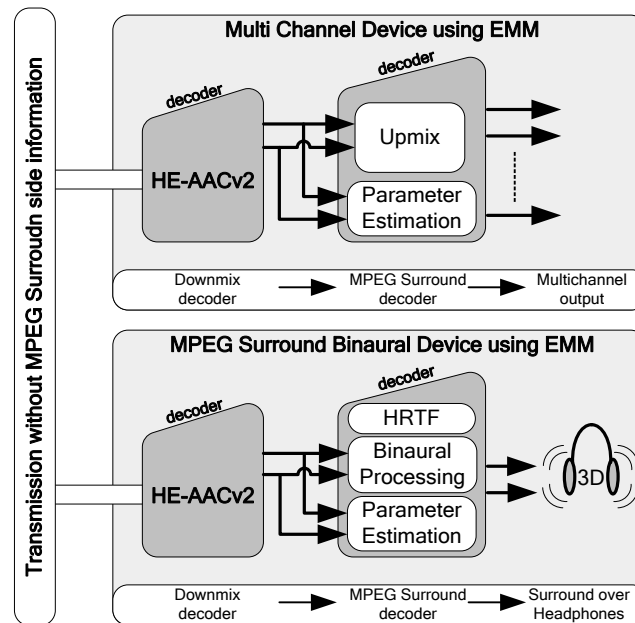 Transmission without MPEG Surroudn side information
Multi Channel Device using EMM
decoder
HE-AACv2
decoder
Upmix
Parameter
Estimation
Downmix
decoder
MPEG Surround
decoder
Multichannel
output
MPEG Surround Binaural Device using EMM
decoder
HE-AACv2
decoder
HRTF
Binaural
Processing
Parameter
Estimation
3D
Downmix
decoder
MPEG Surround
decoder
Surround over
Headphones